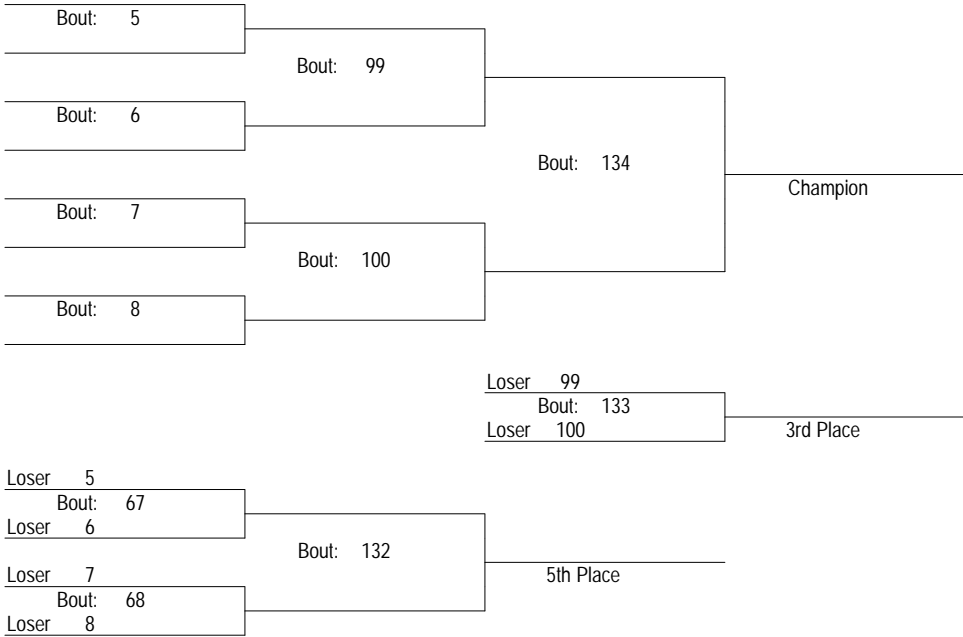 Bout: 5
Bout: 99
Bout: 6
Bout: 134
Champion
Bout: 7
Bout: 100
Bout: 8
Loser 99
Bout: 133
Loser 100
3rd Place
Loser 5
Bout: 67
Loser 6
Bout: 132
Loser 7
5th Place
Bout: 68
Loser 8